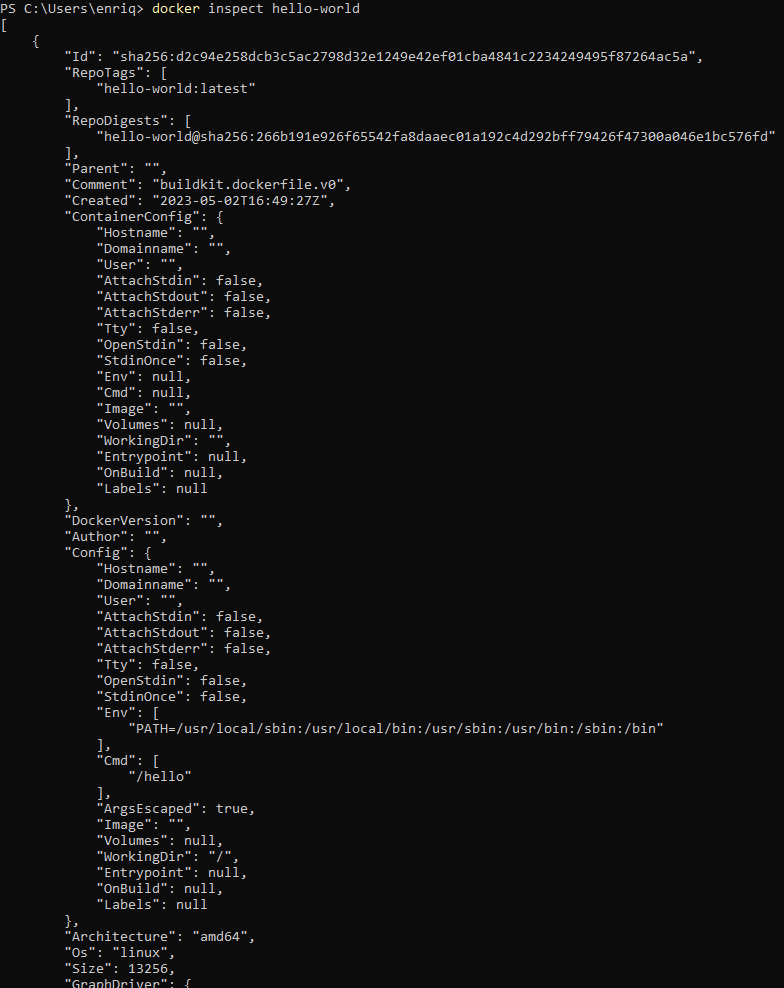 PS C:\Users\enriq> docker inspect hello-world
[
    {
        "Id": "sha256:d2c94e258dcb3c5ac2798d32e1249e42ef01cba4841c2234249495f87264ac5a",
        "RepoTags": [
            "hello-world:latest"
        ],
        "RepoDigests": [
            "hello-world@sha256:266b191e926f65542fa8daaec01a192c4d292bff79426f47300a046e1bc576fd"
        ],
        "Parent": "",
        "Comment": "buildkit.dockerfile.v0",
        "Created": "2023-05-02T16:49:27Z",
        "ContainerConfig": {
            "Hostname": "",
            "Domainname": "",
            "User": "",
            "AttachStdin": false,
            "AttachStdout": false,
            "AttachStderr": false,
            "Tty": false,
            "OpenStdin": false,
            "StdinOnce": false,
            "Env": null,
            "Cmd": null,
            "Image": "",
            "Volumes": null,
            "WorkingDir": "",
            "Entrypoint": null,
            "OnBuild": null,
            "Labels": null
        },
        "DockerVersion": "",
        "Author": "",
        "Config": {
            "Hostname": "",
            "Domainname": "",
            "User": "",
            "AttachStdin": false,
            "AttachStdout": false,
            "AttachStderr": false,
            "Tty": false,
            "OpenStdin": false,
            "StdinOnce": false,
            "Env": [
                "PATH=/usr/local/sbin:/usr/local/bin:/usr/sbin:/usr/bin:/sbin:/bin"
            ],
            "Cmd": [
                "/hello"
            ],
            "ArgsEscaped": true,
            "Image": "",
            "Volumes": null,
            "WorkingDir": "/",
            "Entrypoint": null,
            "OnBuild": null,
            "Labels": null
        },
        "Architecture": "amd64",
        "Os": "linux",
        "Size": 13256,
        "GraphDriver": {